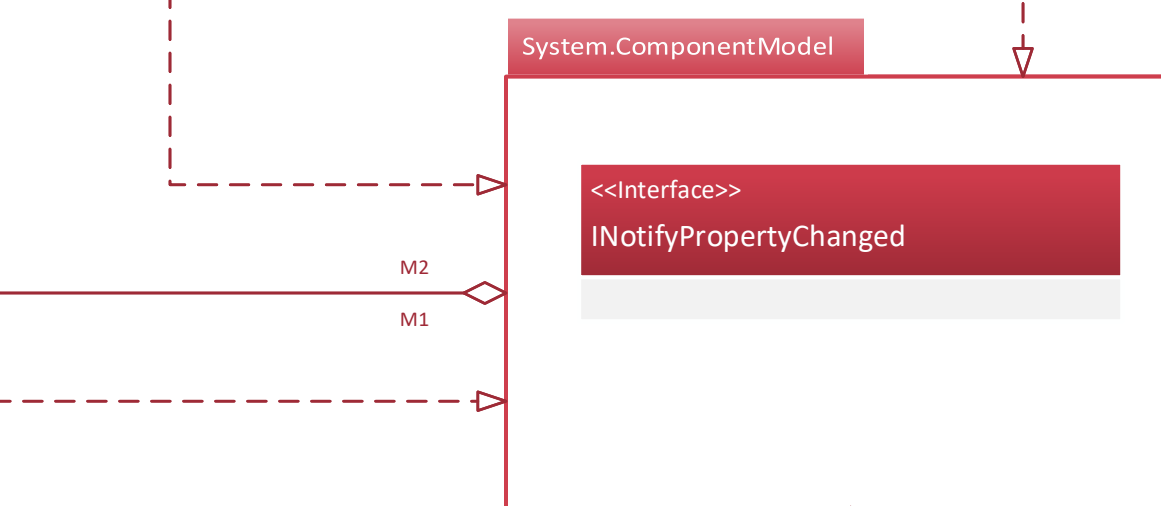 System.ComponentModel
<<Interface>>
INotifyPropertyChanged
M2
M1